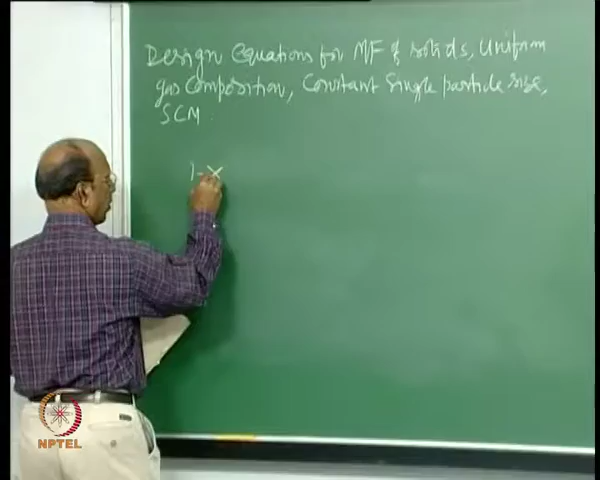 Design Equations for MF of solids, Uniform
gas Composition, Constant Single particle size,
SCM.
1-X
NPTEL